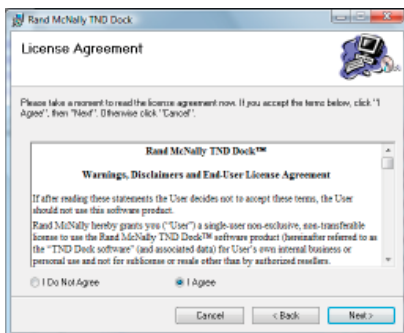 Rand McNally TND Dock
License Agreement
Please take a moment to read the license agreement now. If you accept the terms below, click "I
Agree", then "Next". Otherwise click "Cancel".
Rand McNally TND Dock™
Warnings, Disclaimers and End-User License Agreement
If after reading these statements the User decides not to accept these terms, the User
should not use this software product.
Rand McNally hereby grants you ("User") a single-user non-exclusive, non-transferable
license to use the Rand McNally TND Dock™ software product (hereinafter referred to as
the "TND Dock software" (and associated data) for User's own internal business or
personal use and not for sublicense or resale other than by authorized resellers.
I Do Not Agree
I Agree
Cancel
< Back
Next >